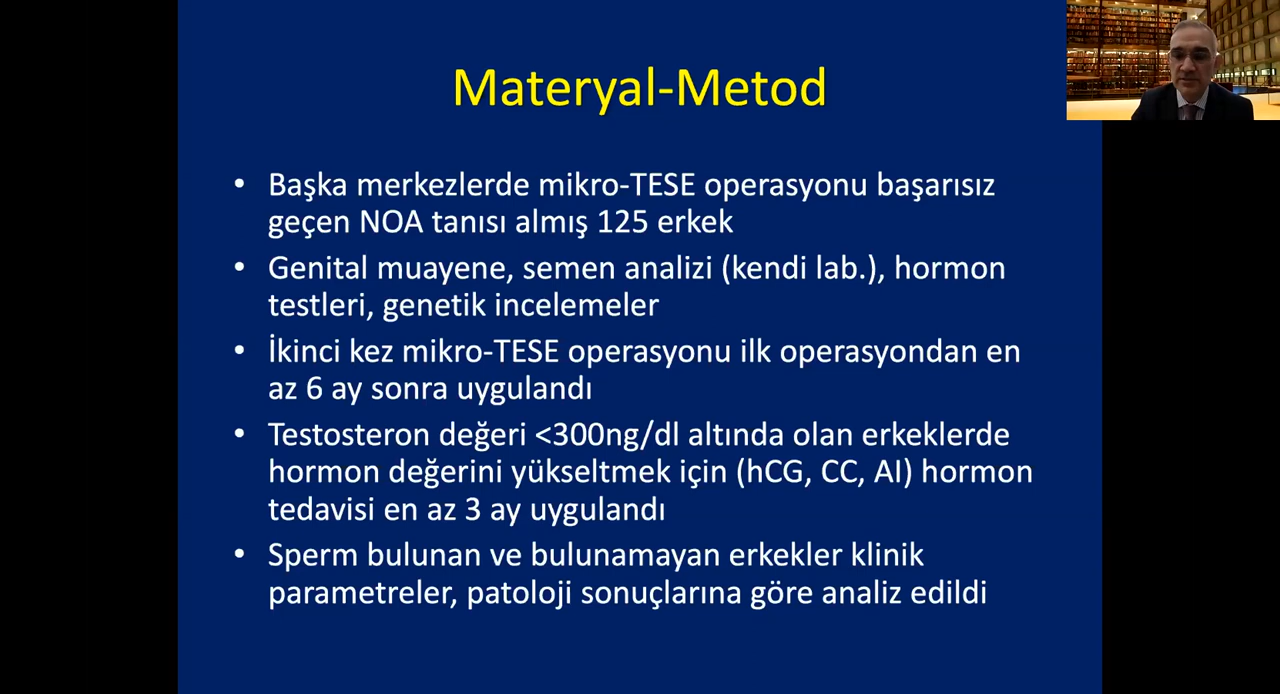 Materyal-Metod
• Başka merkezlerde mikro-TESE operasyonu başarısız
geçen NOA tanısı almış 125 erkek
• Genital muayene, semen analizi (kendi lab.), hormon
testleri, genetik incelemeler
• İkinci kez mikro-TESE operasyonu ilk operasyondan en
az 6 ay sonra uygulandı
• Testosteron değeri <300ng/dl altında olan erkeklerde
hormon değerini yükseltmek için (hCG, CC, AI) hormon
tedavisi en az 3 ay uygulandı
• Sperm bulunan ve bulunamayan erkekler klinik
parametreler, patoloji sonuçlarına göre analiz edildi